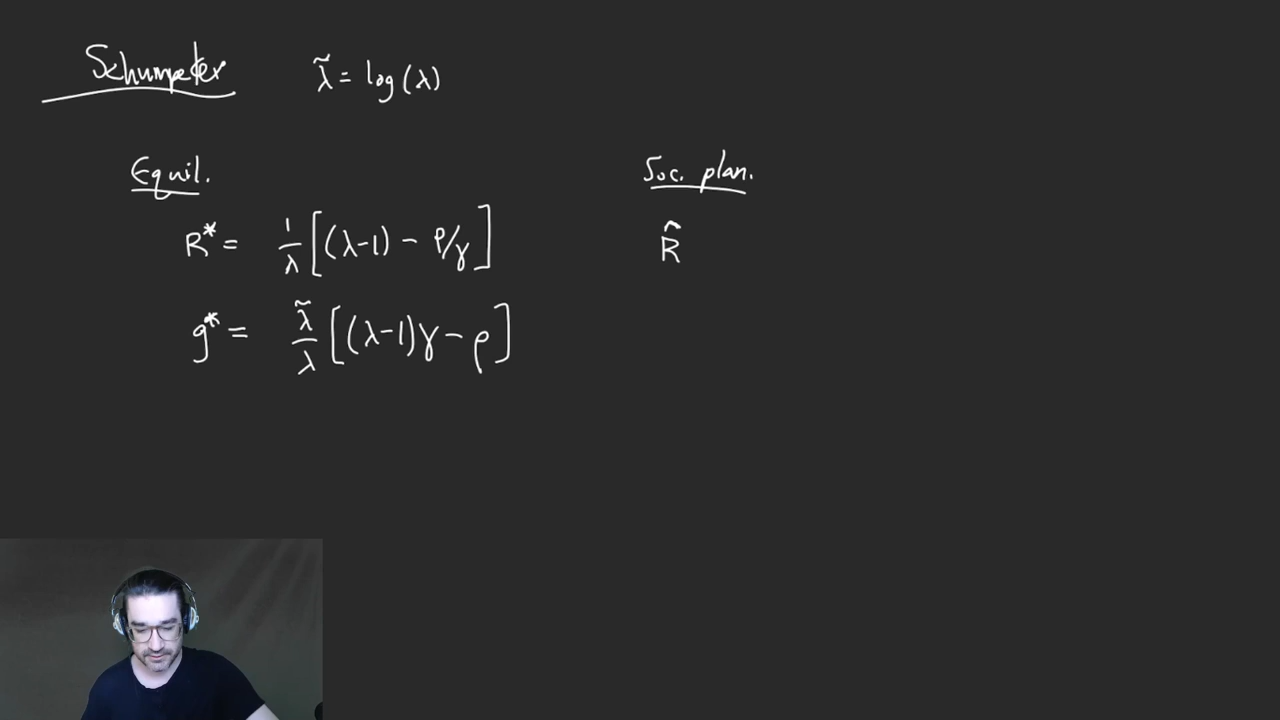 Schumpeter λ̃ = log(λ)
Equil. Soc. plan.
R* = 1/λ [(λ-1) - ρ/γ] R̂
g* = λ̃/λ [(λ-1)γ - ρ]